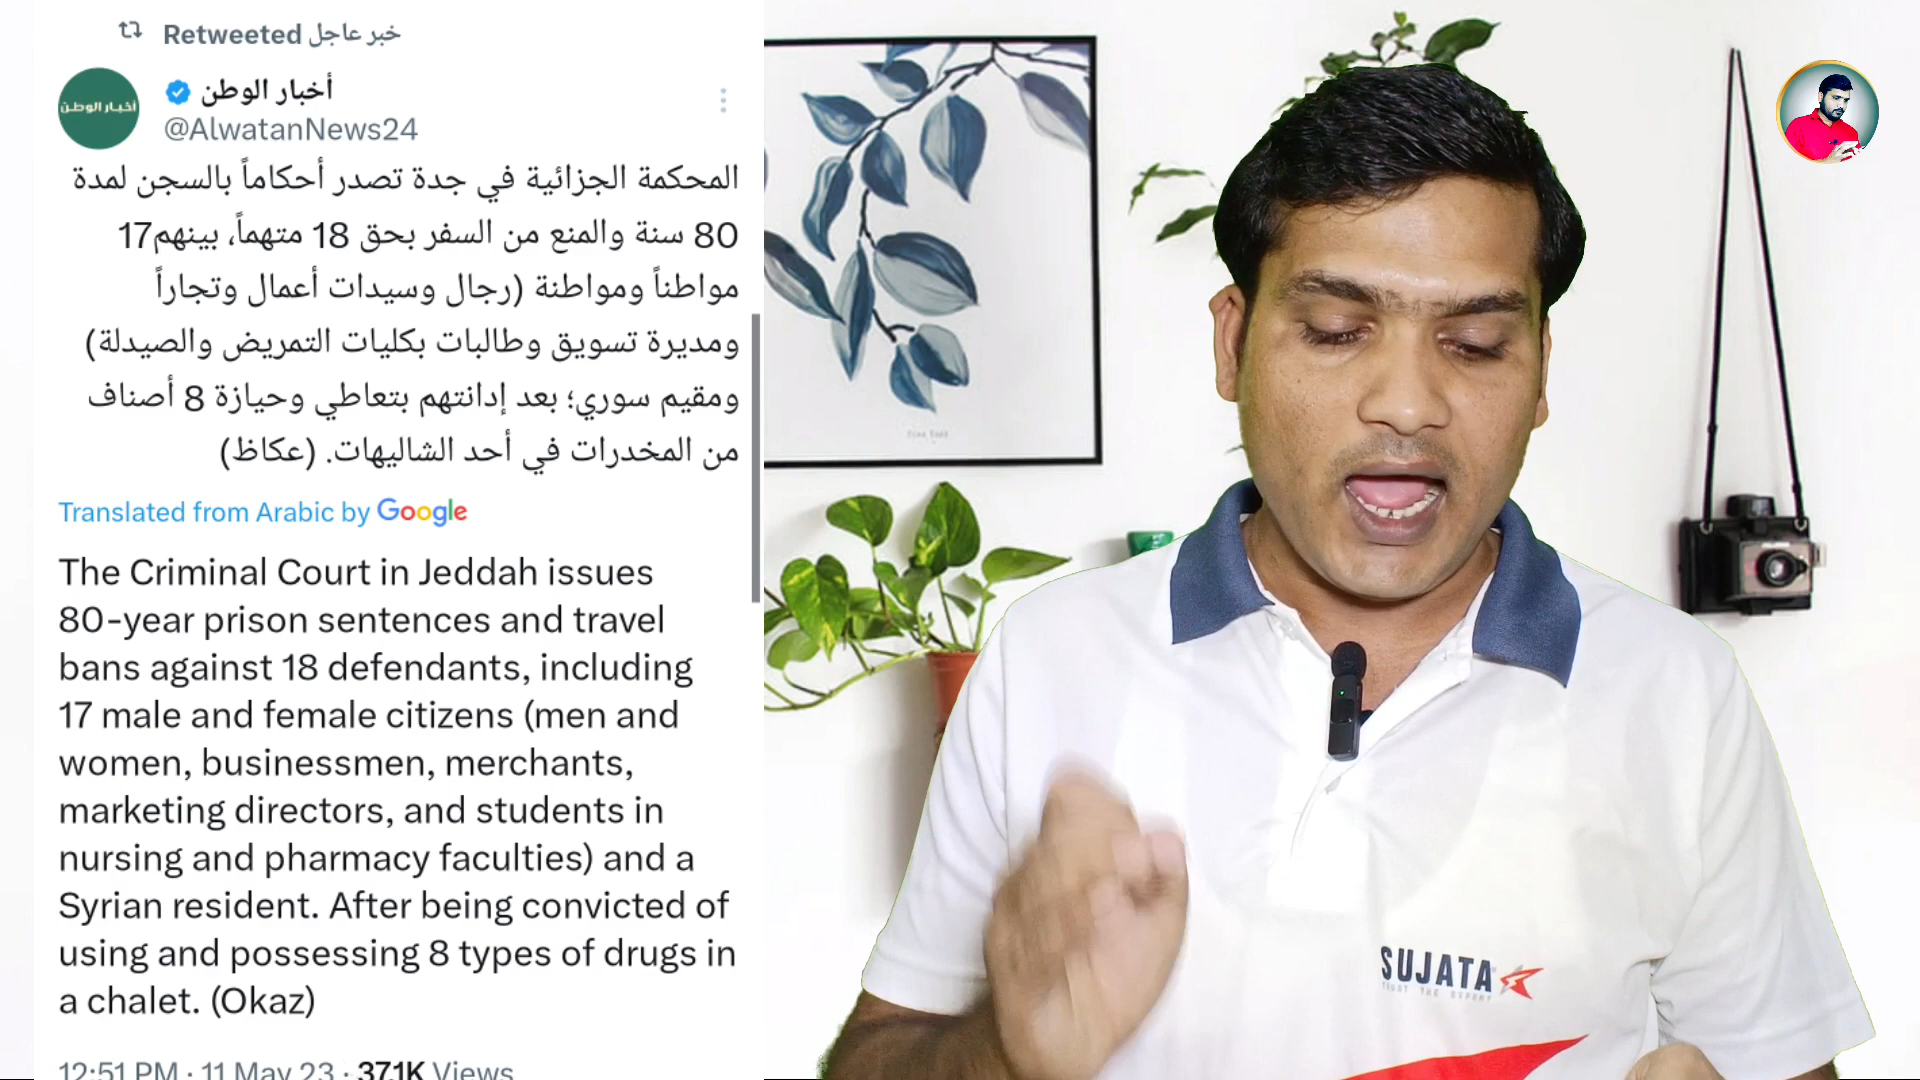 Retweeted خبر عاجل
أخبار الوطن
أخبار الوطن
@AlwatanNews24
المحكمة الجزائية في جدة تصدر أحكاماً بالسجن لمدة
80 سنة والمنع من السفر بحق 18 متهماً، بينهم17
مواطناً ومواطنة (رجال وسيدات أعمال وتجاراً
ومديرة تسويق وطالبات بكليات التمريض والصيدلة)
ومقيم سوري؛ بعد إدانتهم بتعاطي وحيازة 8 أصناف
من المخدرات في أحد الشاليهات. (عكاظ)
Translated from Arabic by Google
The Criminal Court in Jeddah issues
80-year prison sentences and travel
bans against 18 defendants, including
17 male and female citizens (men and
women, businessmen, merchants,
marketing directors, and students in
nursing and pharmacy faculties) and a
Syrian resident. After being convicted of
using and possessing 8 types of drugs in
a chalet. (Okaz)
12:51 PM · 11 May 23 · 371K Views
SUJATA
TRUST THE EXPERT